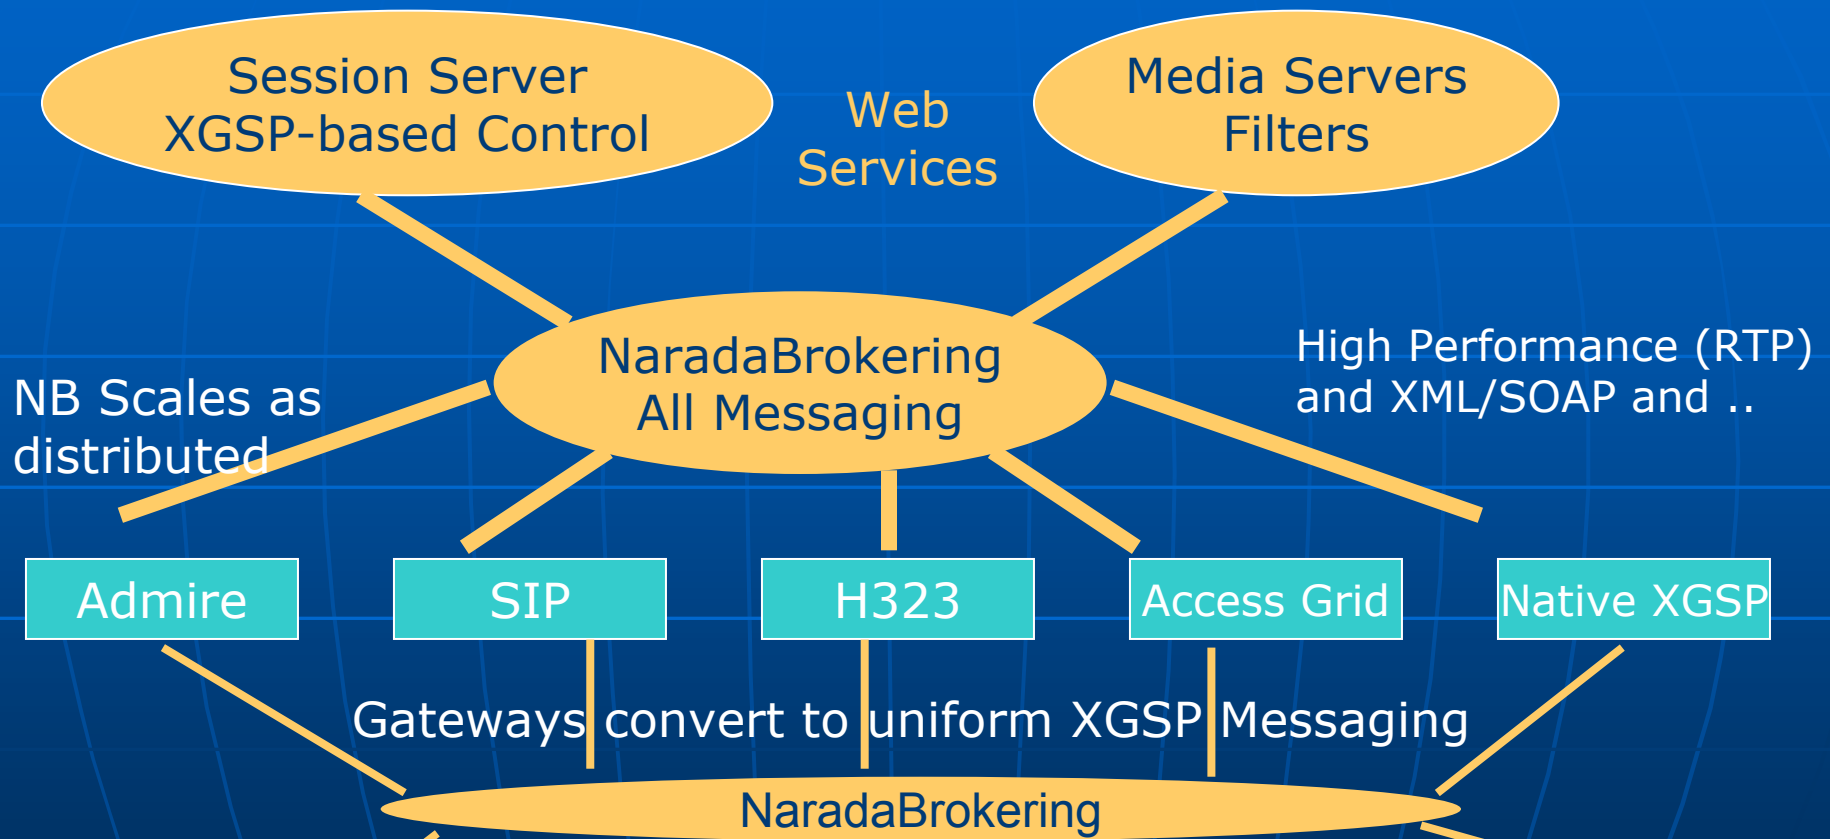 Session Server
XGSP-based Control
Web
Services
Media Servers
Filters
NaradaBrokering
All Messaging
High Performance (RTP)
and XML/SOAP and ..
NB Scales as
distributed
Admire
SIP
H323
Access Grid
Native XGSP
Gateways convert to uniform XGSP Messaging
NaradaBrokering